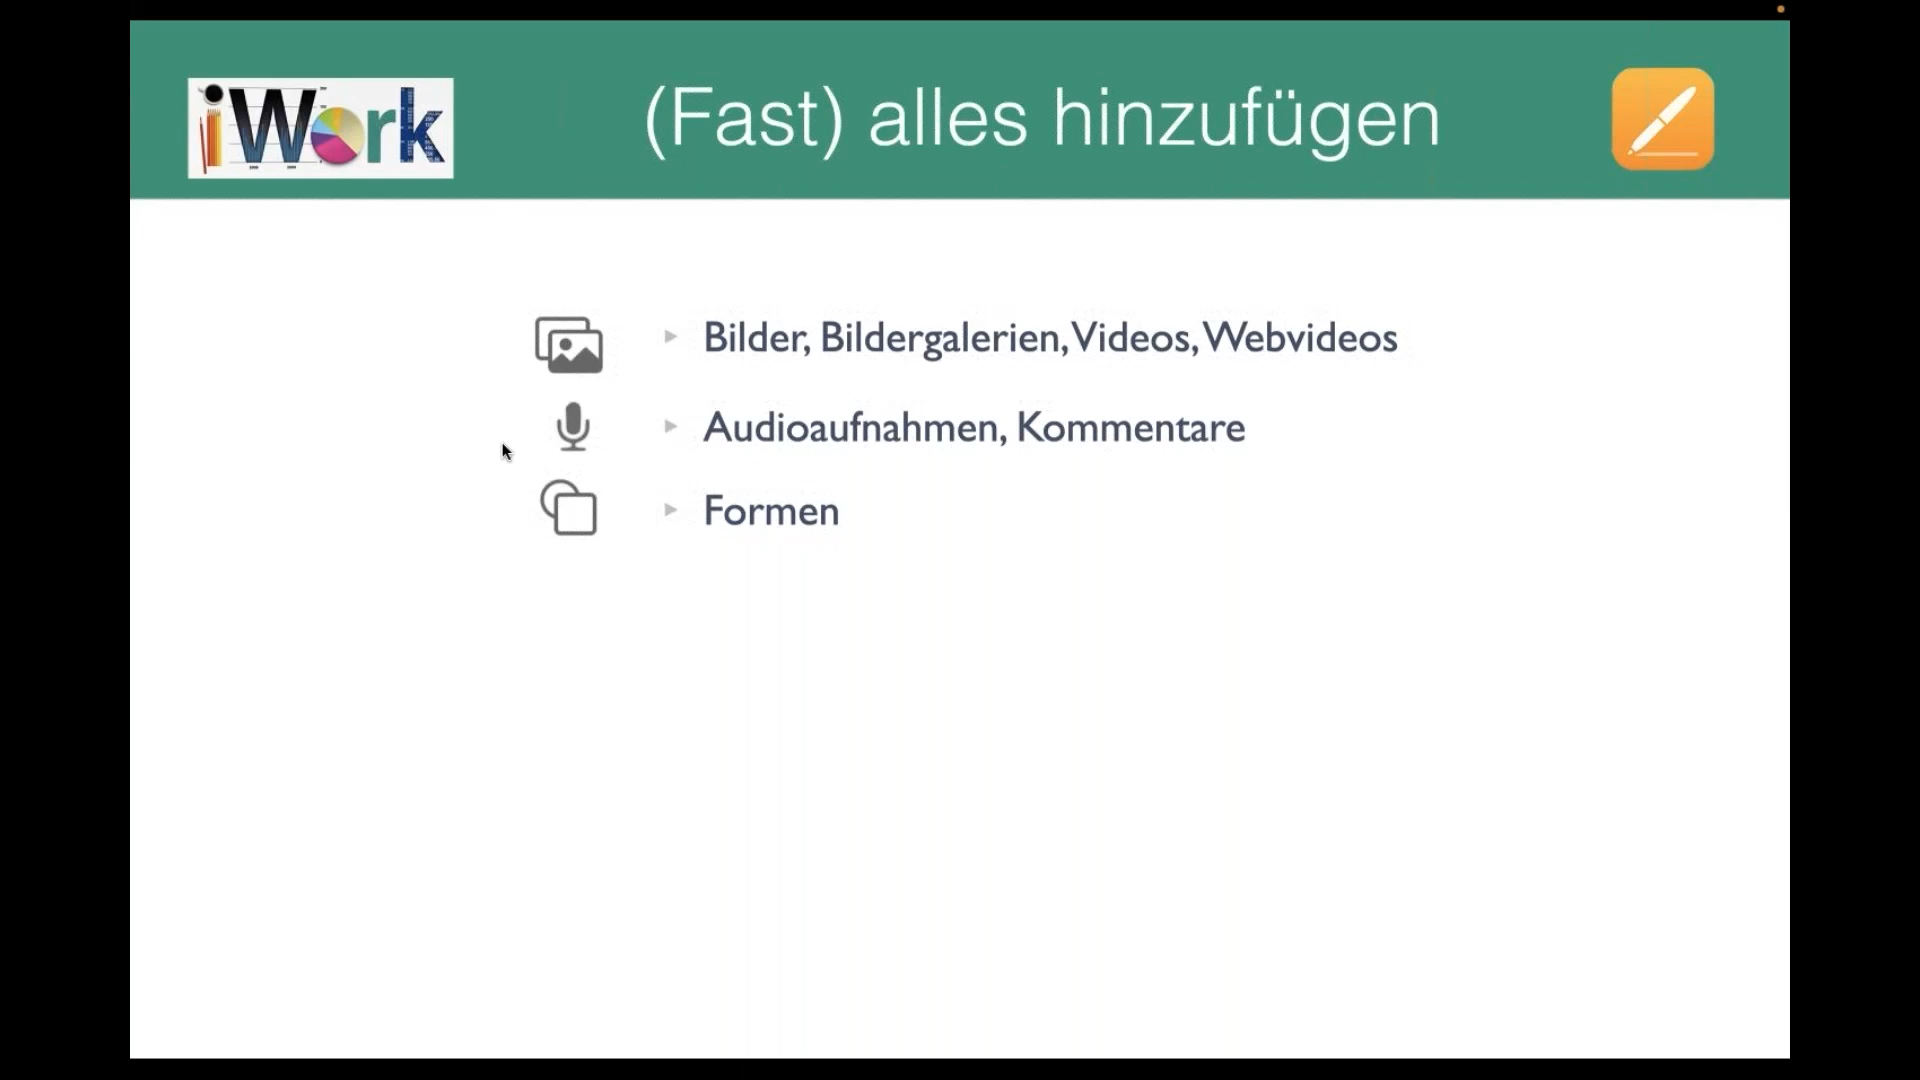 iWork
(Fast) alles hinzufügen
Bilder, Bildergalerien, Videos, Webvideos
Audioaufnahmen, Kommentare
Formen